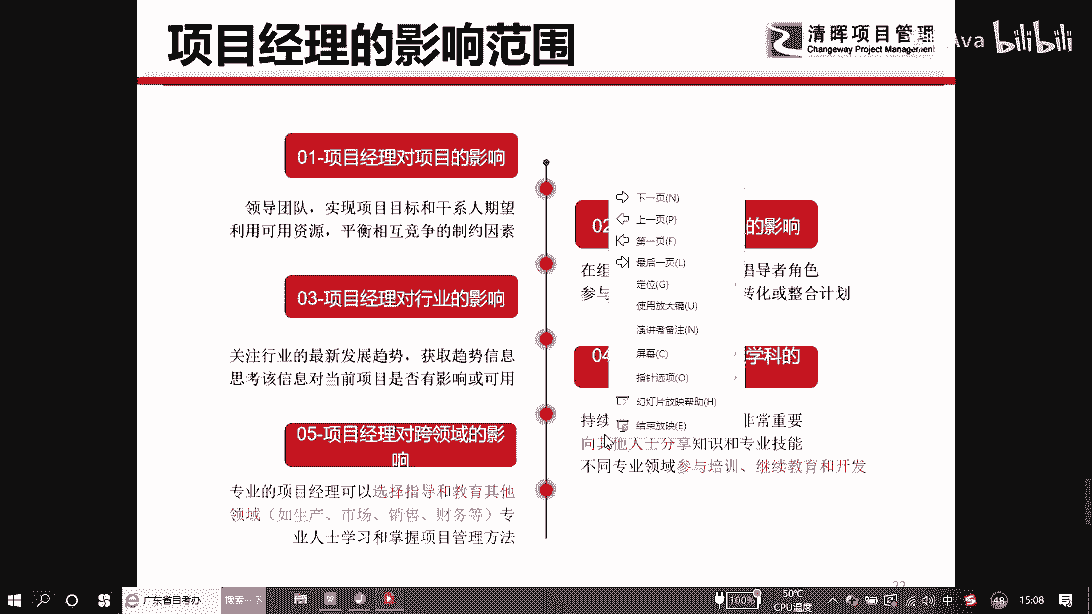 项目经理的影响范围
清晖项目管理
Changeway Project Management
Ava bilibili
01-项目经理对项目的影响
领导团队，实现项目目标和干系人期望
利用可用资源，平衡相互竞争的制约因素
02
的影响
在组
倡导者角色
参与
转化或整合计划
03-项目经理对行业的影响
关注行业的最新发展趋势，获取趋势信息
思考该信息对当前项目是否有影响或可用
04
学科的
持续
非常重要
向其他人士分享知识和专业技能
不同专业领域参与培训、继续教育和开发
05-项目经理对跨领域的影
响
专业的项目经理可以选择指导和教育其他
领域（如生产、市场、销售、财务等）专
业人士学习和掌握项目管理方法
下一页(N)
上一页(P)
第一页(F)
最后一页(L)
定位(G)
使用放大镜(U)
演讲者备注(N)
屏幕(C)
指针选项(O)
幻灯片放映帮助(H)
结束放映(E)
22
广东省自考办
搜索一下
100%
50℃
CPU温度
中
48
15:08